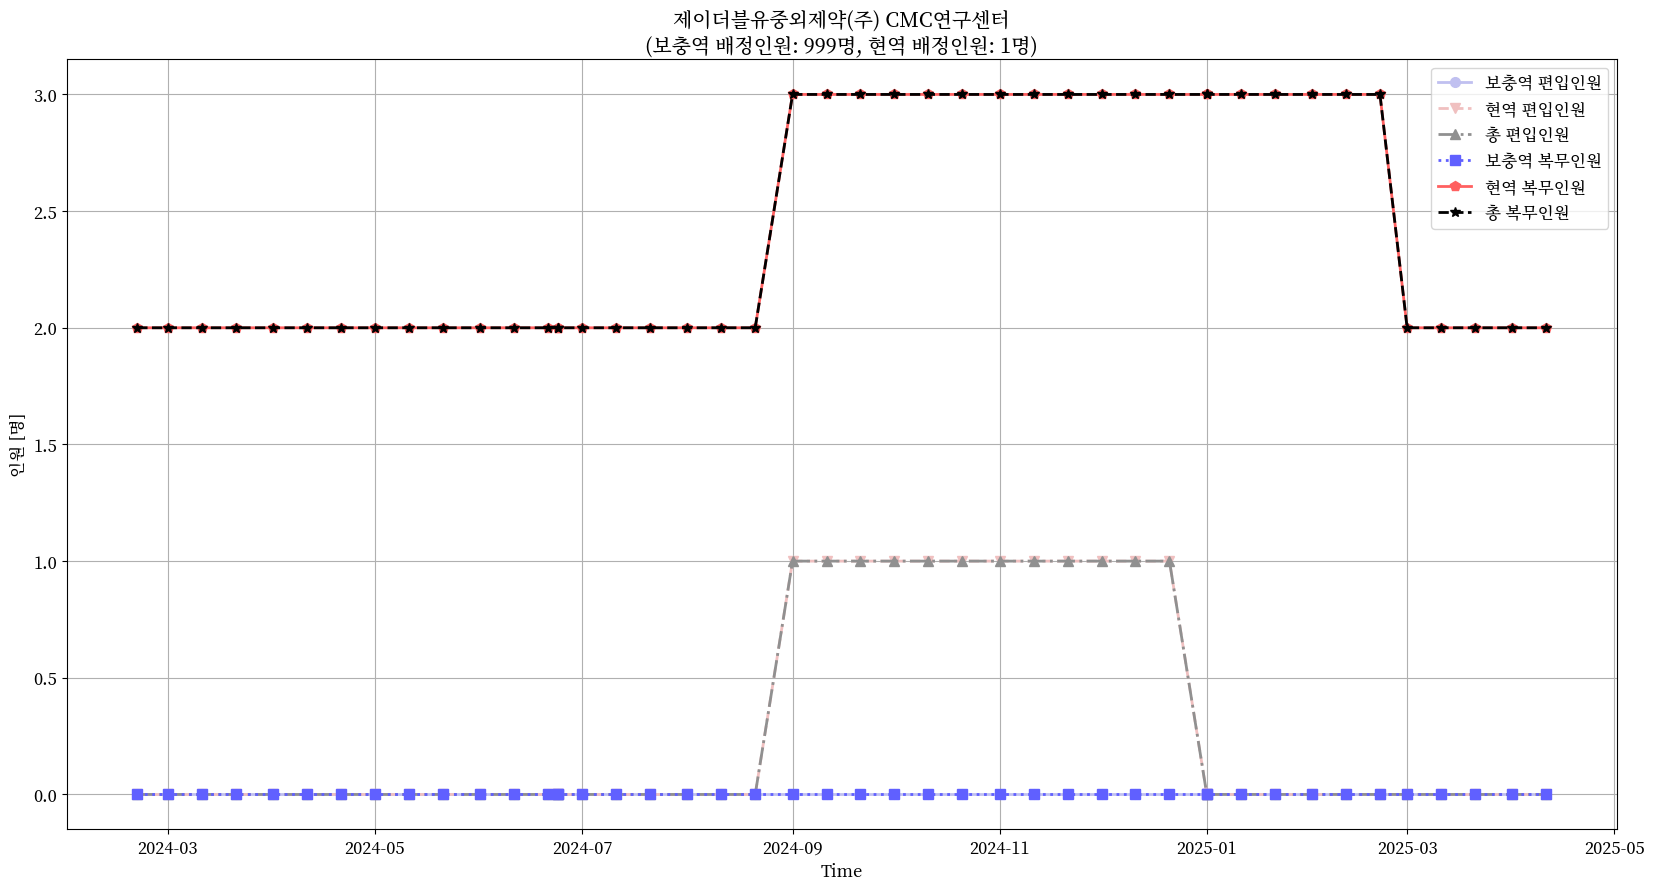 제이더블유중외제약(주) CMC연구센터
(보충역 배정인원: 999명, 현역 배정인원: 1명)
보충역 편입인원
현역 편입인원
총 편입인원
보충역 복무인원
현역 복무인원
총 복무인원
인원 [명]
3.0
2.5
2.0
1.5
1.0
0.5
0.0
2024-03 2024-05 2024-07 2024-09 2024-11 2025-01 2025-03 2025-05
Time